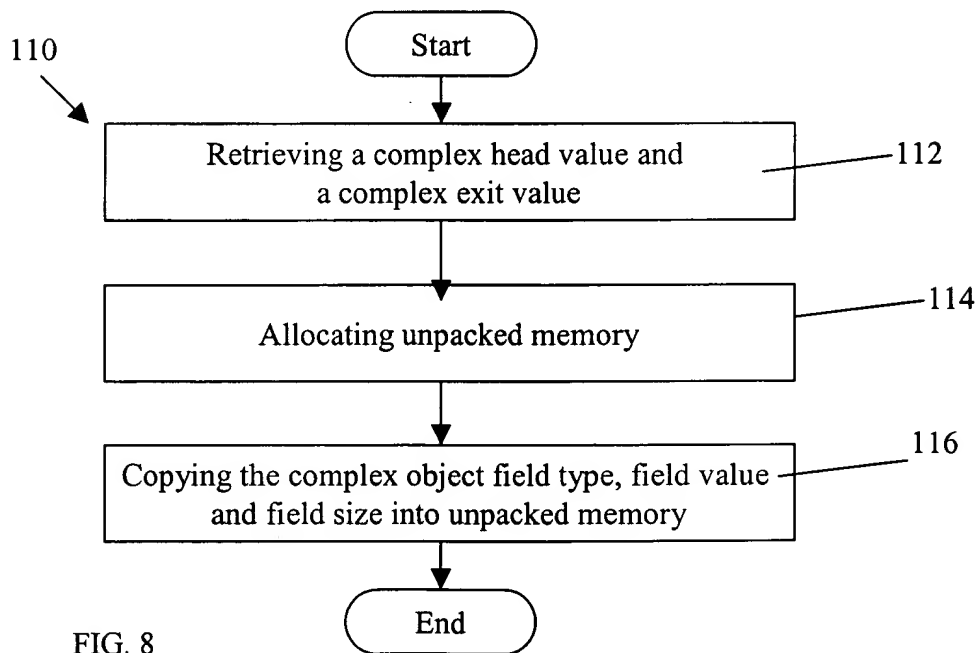 Start
110
Retrieving a complex head value and
a complex exit value
112
Allocating unpacked memory
114
Copying the complex object field type, field value
and field size into unpacked memory
116
End
FIG. 8